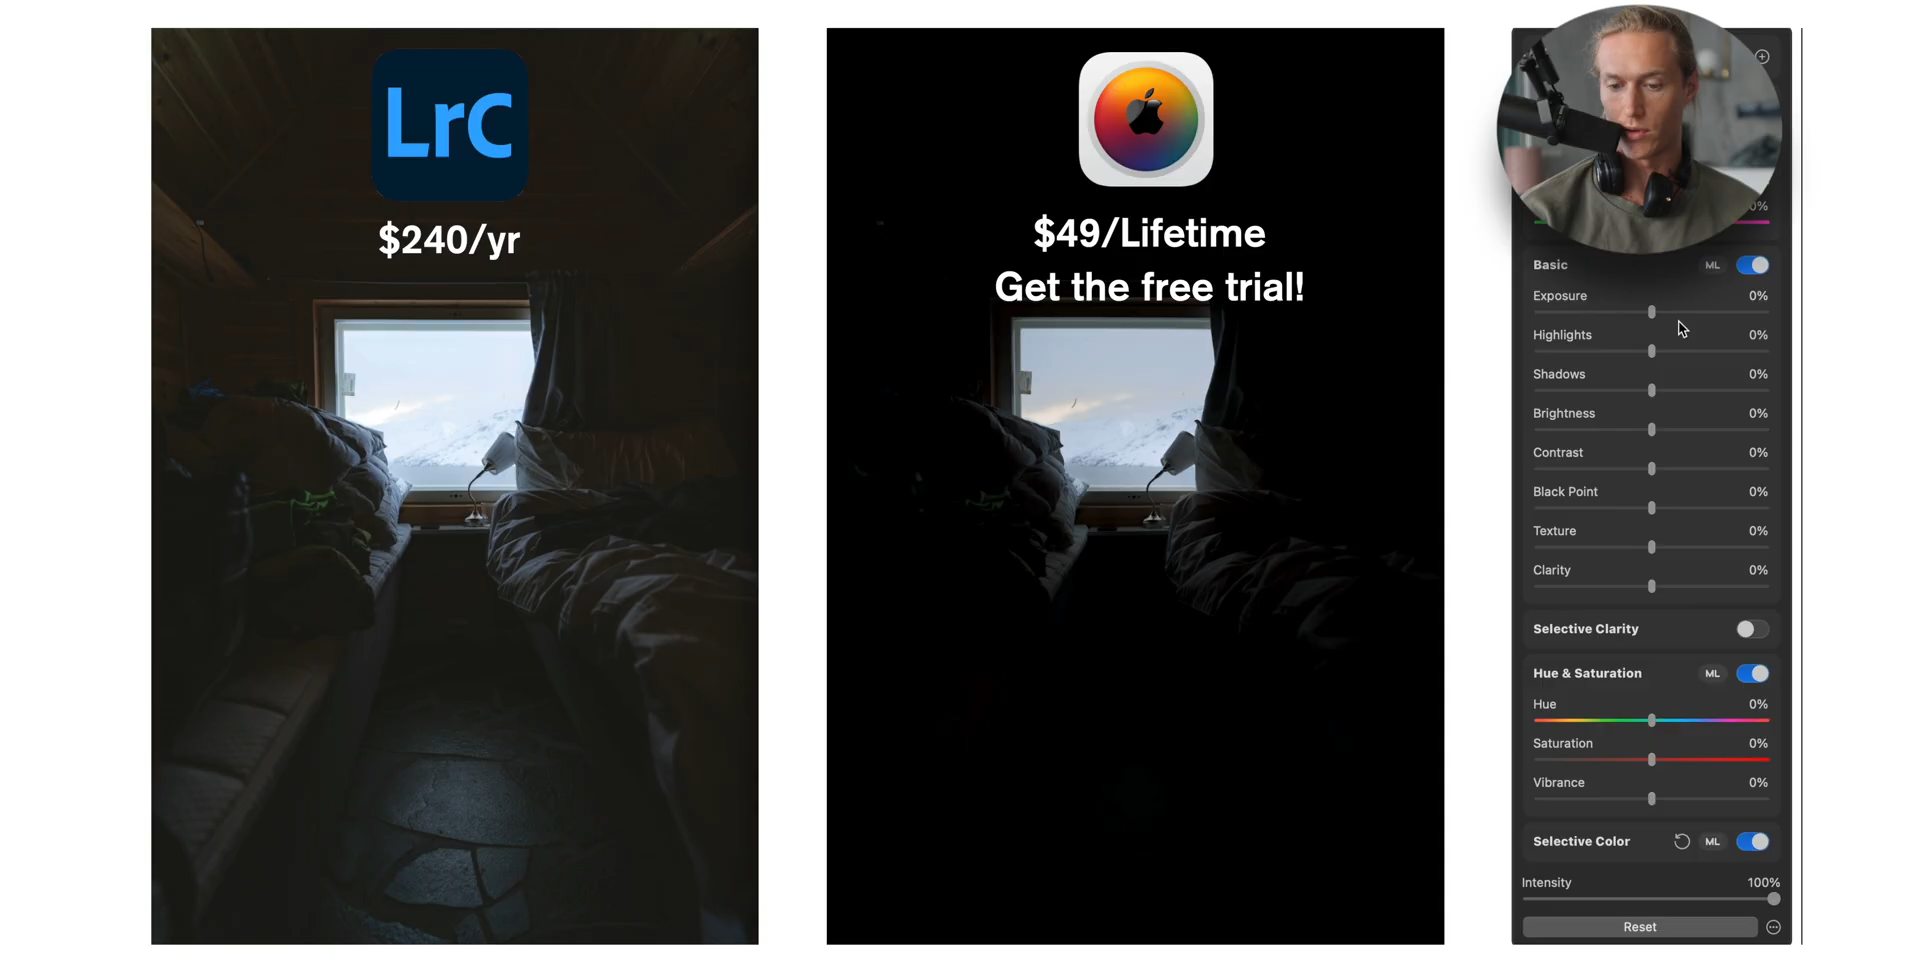 LrC
$240/yr
$49/Lifetime
Get the free trial!
0%
Basic ML
Exposure 0%
Highlights 0%
Shadows 0%
Brightness 0%
Contrast 0%
Black Point 0%
Texture 0%
Clarity 0%
Selective Clarity
Hue & Saturation ML
Hue 0%
Saturation 0%
Vibrance 0%
Selective Color ML
Intensity 100%
Reset